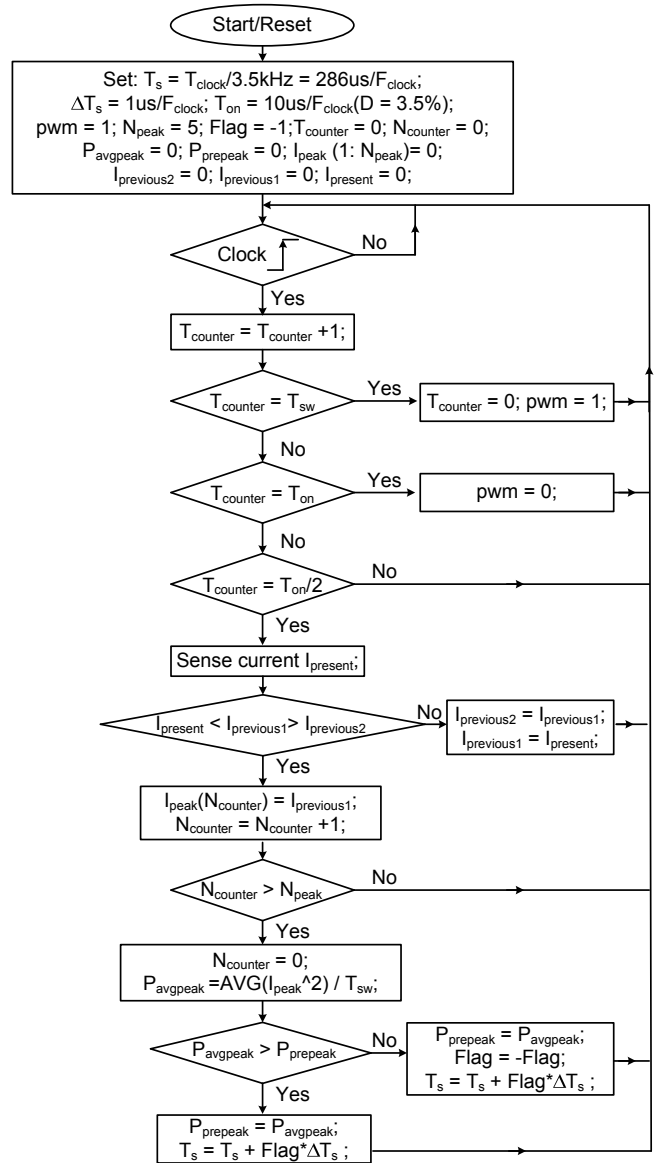 Start/Reset
Set: Ts = Tclock/3.5kHz = 286us/Fclock;
ΔTs = 1us/Fclock; Ton = 10us/Fclock(D = 3.5%);
pwm = 1; Npeak = 5; Flag = -1;Tcounter = 0; Ncounter = 0;
Pavgpeak = 0; Pprepeak = 0; Ipeak (1: Npeak)= 0;
Iprevious2 = 0; Iprevious1 = 0; Ipresent = 0;
Clock
No
Yes
Tcounter = Tcounter +1;
Tcounter = Tsw
Yes
Tcounter = 0; pwm = 1;
No
Tcounter = Ton
Yes
pwm = 0;
No
Tcounter = Ton/2
No
Yes
Sense current Ipresent;
Ipresent < Iprevious1> Iprevious2
No
Iprevious2 = Iprevious1;
Iprevious1 = Ipresent;
Yes
Ipeak(Ncounter) = Iprevious1;
Ncounter = Ncounter +1;
Ncounter > Npeak
No
Yes
Ncounter = 0;
Pavgpeak =AVG(Ipeak^2) / Tsw;
Pavgpeak > Pprepeak
No
Pprepeak = Pavgpeak;
Flag = -Flag;
Ts = Ts + Flag*ΔTs ;
Yes
Pprepeak = Pavgpeak;
Ts = Ts + Flag*ΔTs ;